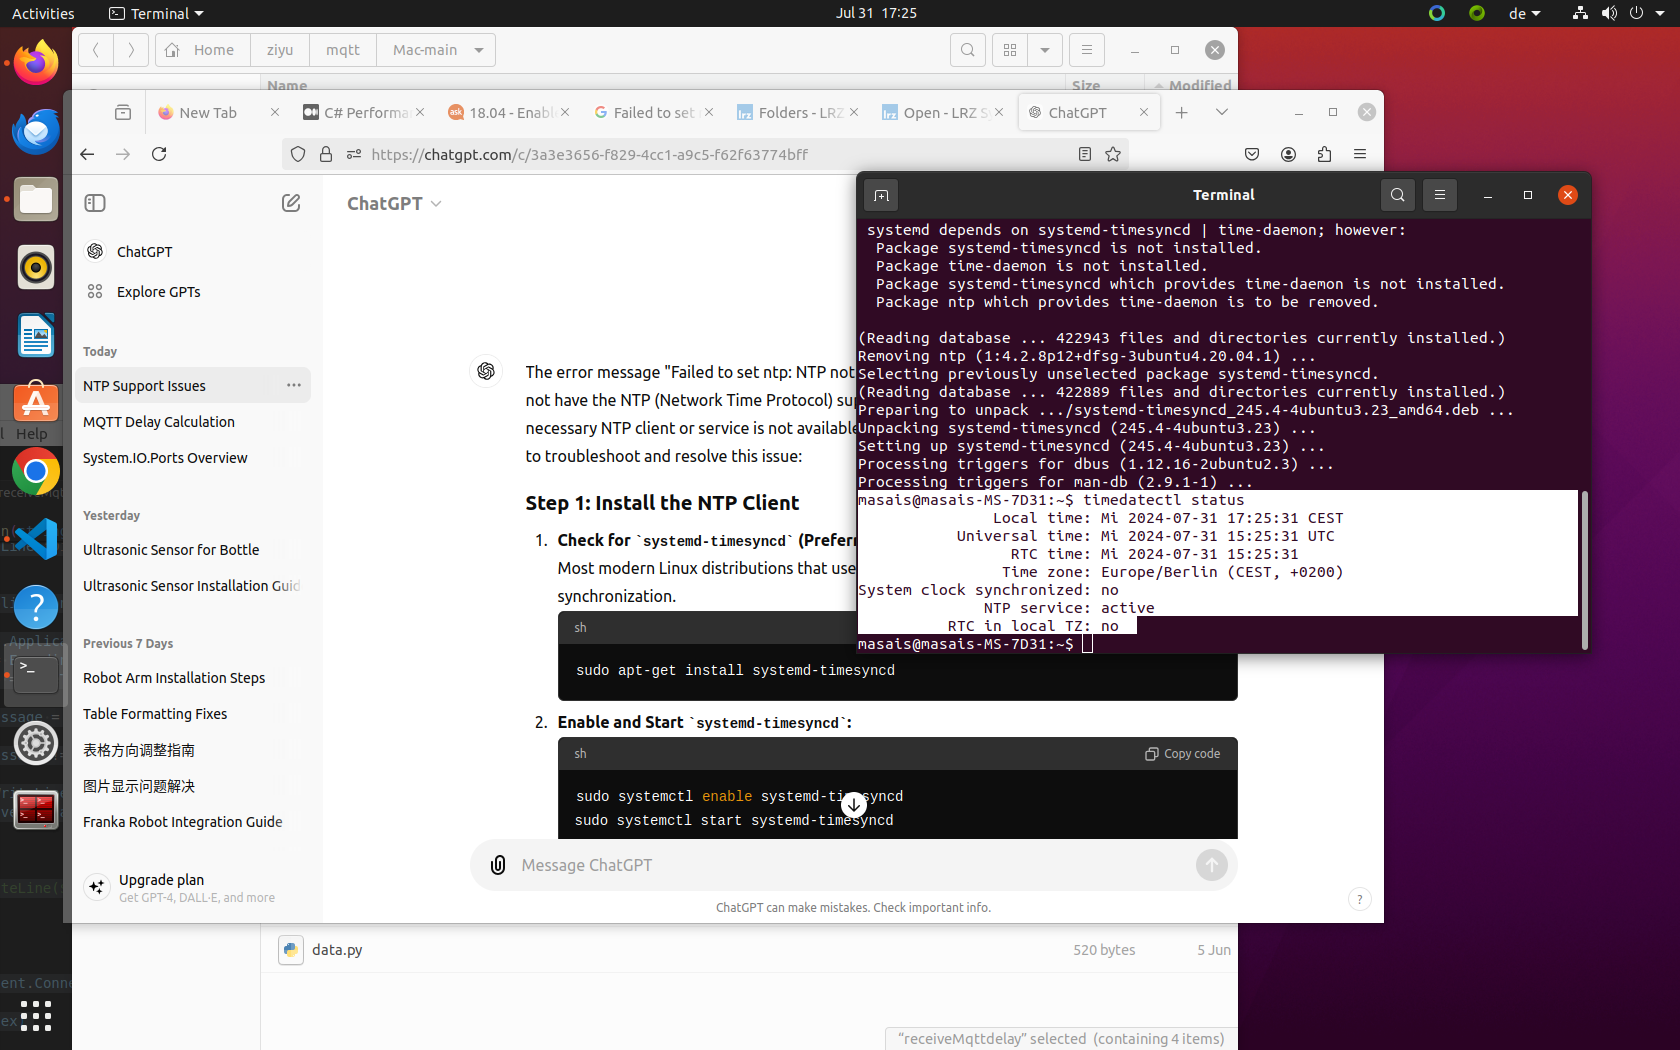 Activities
Terminal
Jul 31 17:25
de
Home
ziyu
mqtt
Mac-main
Name
Size
Modified
New Tab
C# Performa
18.04 - Enabl
Failed to set
Folders - LRZ
Open - LRZ S
ChatGPT
https://chatgpt.com/c/3a3e3656-f829-4cc1-a9c5-f62f63774bff
ChatGPT
ChatGPT
Explore GPTs
Today
NTP Support Issues
MQTT Delay Calculation
System.IO.Ports Overview
Yesterday
Ultrasonic Sensor for Bottle
Ultrasonic Sensor Installation Guid
Previous 7 Days
Robot Arm Installation Steps
Table Formatting Fixes
表格方向调整指南
图片显示问题解决
Franka Robot Integration Guide
Upgrade plan
Get GPT-4, DALL·E, and more
The error message "Failed to set ntp: NTP not
not have the NTP (Network Time Protocol) su
necessary NTP client or service is not available
to troubleshoot and resolve this issue:
Step 1: Install the NTP Client
1. Check for `systemd-timesyncd` (Preferr
Most modern Linux distributions that use
synchronization.
sh
sudo apt-get install systemd-timesyncd
2. Enable and Start `systemd-timesyncd`:
sh
Copy code
sudo systemctl enable systemd-timesyncd
sudo systemctl start systemd-timesyncd
Message ChatGPT
ChatGPT can make mistakes. Check important info.
?
Terminal
systemd depends on systemd-timesyncd | time-daemon; however:
Package systemd-timesyncd is not installed.
Package time-daemon is not installed.
Package systemd-timesyncd which provides time-daemon is not installed.
Package ntp which provides time-daemon is to be removed.
(Reading database ... 422943 files and directories currently installed.)
Removing ntp (1:4.2.8p12+dfsg-3ubuntu4.20.04.1) ...
Selecting previously unselected package systemd-timesyncd.
(Reading database ... 422889 files and directories currently installed.)
Preparing to unpack .../systemd-timesyncd_245.4-4ubuntu3.23_amd64.deb ...
Unpacking systemd-timesyncd (245.4-4ubuntu3.23) ...
Setting up systemd-timesyncd (245.4-4ubuntu3.23) ...
Processing triggers for dbus (1.12.16-2ubuntu2.3) ...
Processing triggers for man-db (2.9.1-1) ...
masais@masais-MS-7D31:~$ timedatectl status
Local time: Mi 2024-07-31 17:25:31 CEST
Universal time: Mi 2024-07-31 15:25:31 UTC
RTC time: Mi 2024-07-31 15:25:31
Time zone: Europe/Berlin (CEST, +0200)
System clock synchronized: no
NTP service: active
RTC in local TZ: no
masais@masais-MS-7D31:~$
Help
data.py
520 bytes
5 Jun
"receiveMqttdelay" selected (containing 4 items)